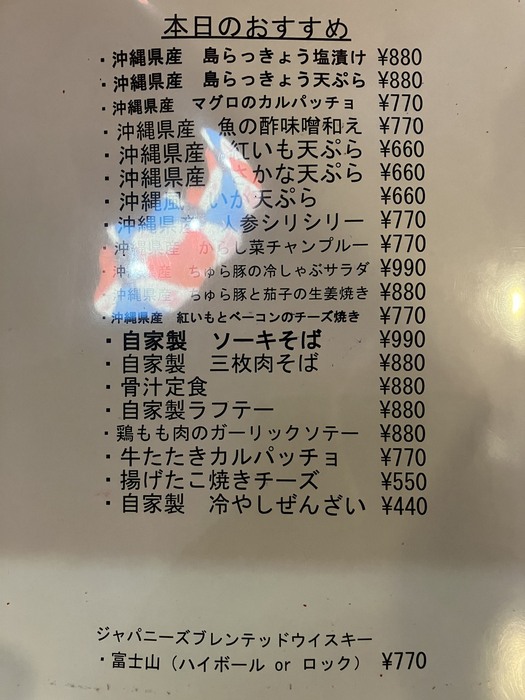 本日のおすすめ
・沖縄県産 島らっきょう塩漬け ¥880
・沖縄県産 島らっきょう天ぷら ¥880
・沖縄県産 マグロのカルパッチョ ¥770
・沖縄県産 魚の酢味噌和え ¥770
・沖縄県産 紅いも天ぷら ¥660
・沖縄県産 さかな天ぷら ¥660
・沖縄風 いか天ぷら ¥660
・沖縄県産 人参シリシリー ¥770
・沖縄県産 からし菜チャンプルー ¥770
・沖縄県産 ちゅら豚の冷しゃぶサラダ ¥990
・沖縄県産 ちゅら豚と茄子の生姜焼き ¥880
・沖縄県産 紅いもとベーコンのチーズ焼き ¥770
・自家製 ソーキそば ¥990
・自家製 三枚肉そば ¥880
・骨汁定食 ¥880
・自家製ラフテー ¥880
・鶏もも肉のガーリックソテー ¥880
・牛たたきカルパッチョ ¥770
・揚げたこ焼きチーズ ¥550
・自家製 冷やしぜんざい ¥440
ジャパニーズブレンテッドウイスキー
・富士山（ハイボール or ロック） ¥770